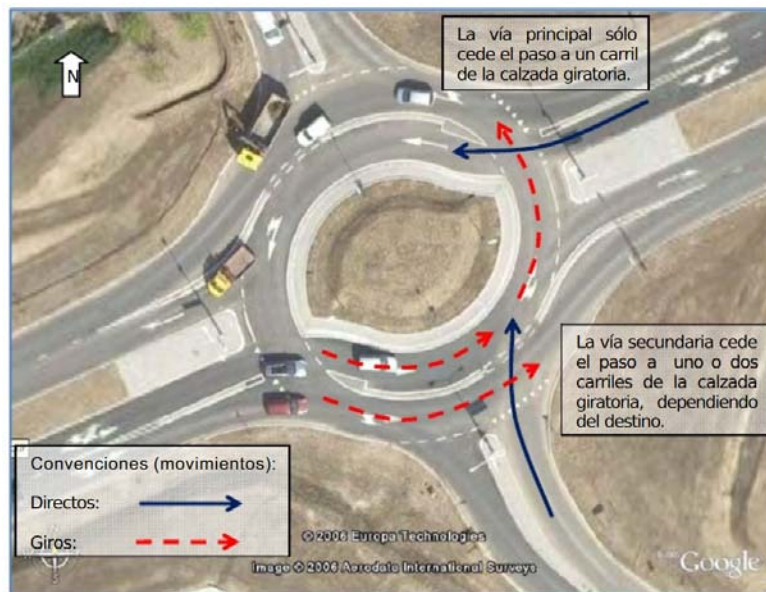 La vía principal sólo
cede el paso a un carril
de la calzada giratoria.
N
La vía secundaria cede
el paso a uno o dos
carriles de la calzada
giratoria, dependiendo
del destino.
Convenciones (movimientos):
Directos:
Giros:
© 2006 Europa Technologies
Image © 2006 Aerodata International Surveys
Google